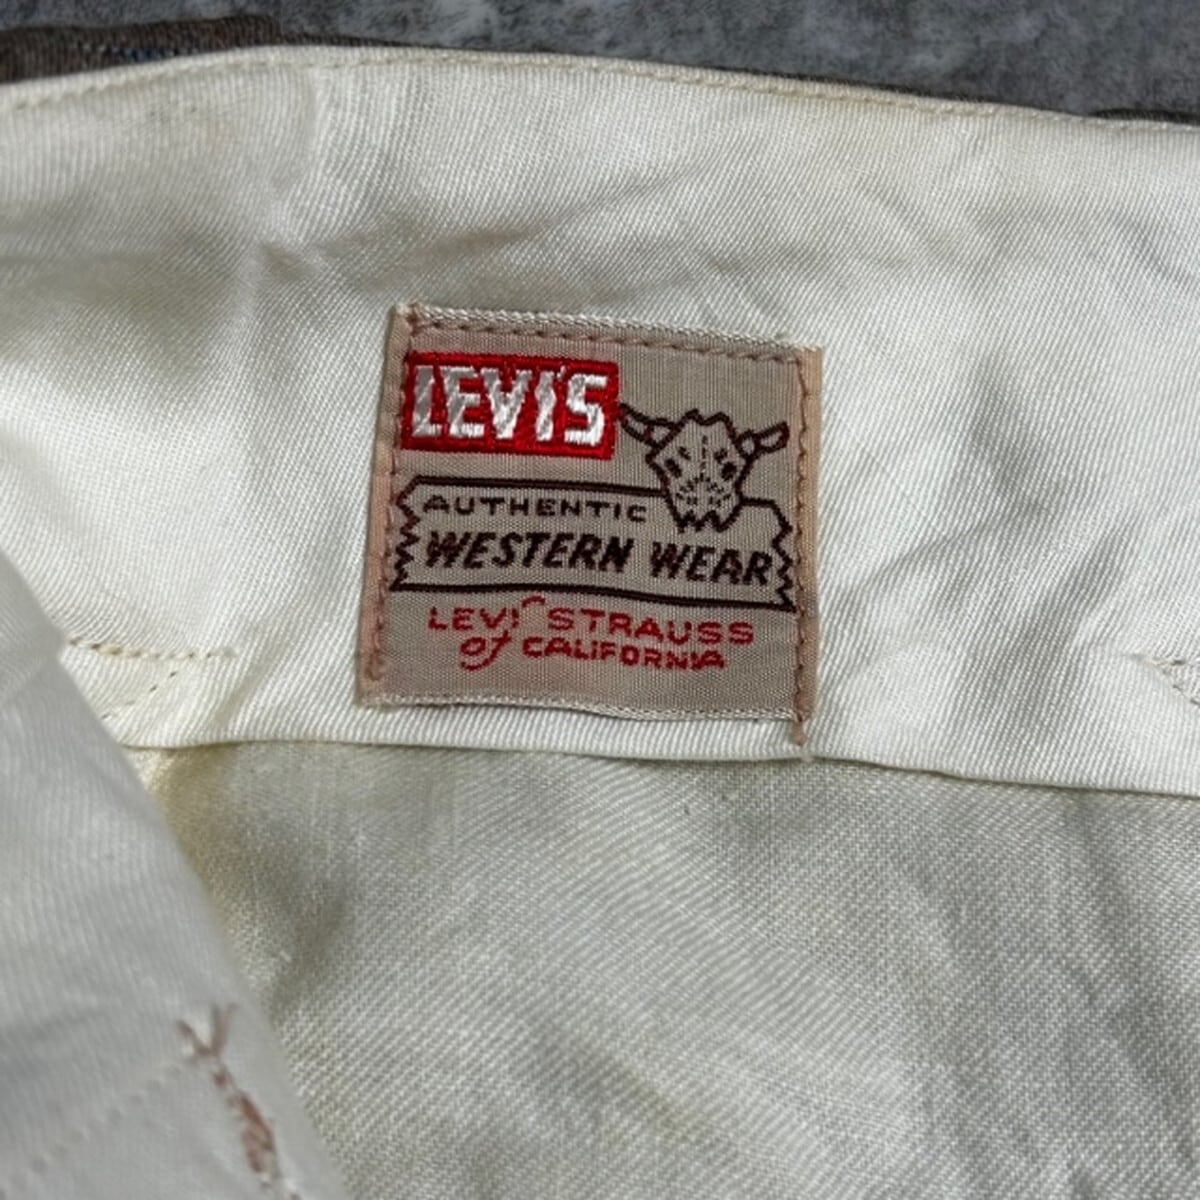 LEVI'S
AUTHENTIC
WESTERN WEAR
LEVI STRAUSS
of CALIFORNIA